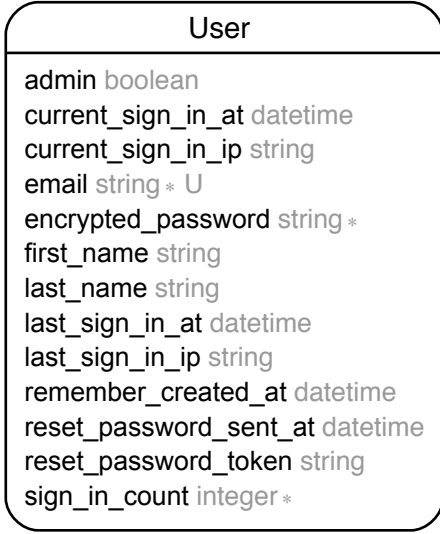 User
admin boolean
current_sign_in_at datetime
current_sign_in_ip string
email string ∗ U
encrypted_password string ∗
first_name string
last_name string
last_sign_in_at datetime
last_sign_in_ip string
remember_created_at datetime
reset_password_sent_at datetime
reset_password_token string
sign_in_count integer ∗